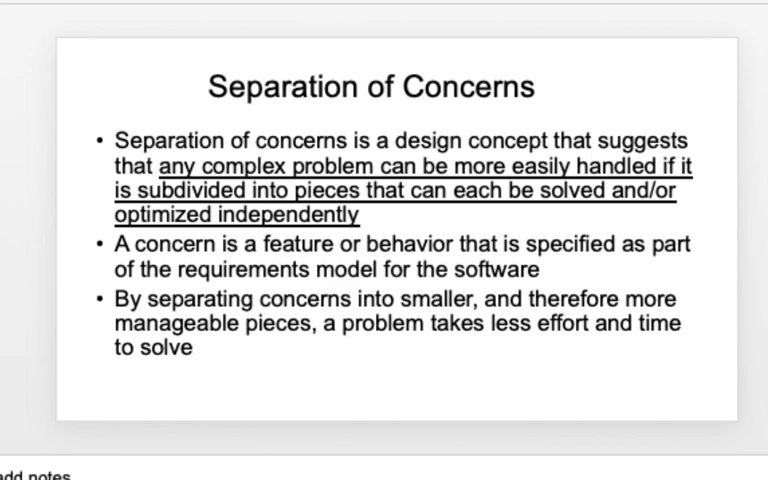 Separation of Concerns
• Separation of concerns is a design concept that suggests
that any complex problem can be more easily handled if it
is subdivided into pieces that can each be solved and/or
optimized independently
• A concern is a feature or behavior that is specified as part
of the requirements model for the software
• By separating concerns into smaller, and therefore more
manageable pieces, a problem takes less effort and time
to solve
add notes